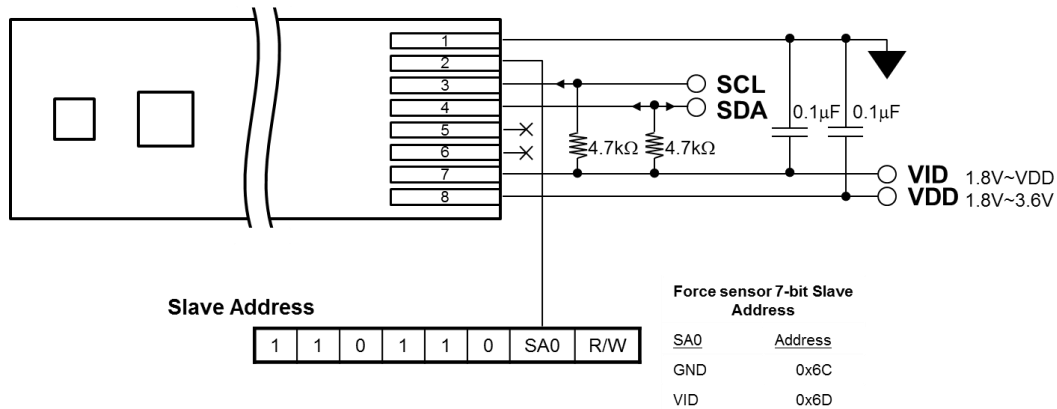 1
2
3
4
5
6
7
8
SCL
SDA
0.1μF 0.1μF
4.7kΩ 4.7kΩ
VID 1.8V~VDD
VDD 1.8V~3.6V
Slave Address
1 1 0 1 1 0 SA0 R/W
Force sensor 7-bit Slave
Address
SA0 Address
GND 0x6C
VID 0x6D